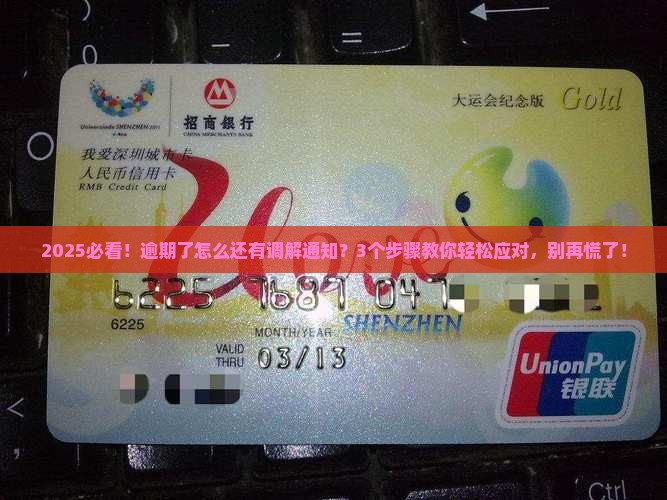 大运会纪念版 Gold
Universiade SHENZHEN 2011
招商银行
CHINA MERCHANTS BANK
我爱深圳城市卡
人民币信用卡
RMB Credit Card
2025必看！逾期了怎么还有调解通知？3个步骤教你轻松应对，别再慌了！
SHENZHEN
6225
MONTH/YEAR
VALID THRU 03/13
UnionPay
银联
Ctrl